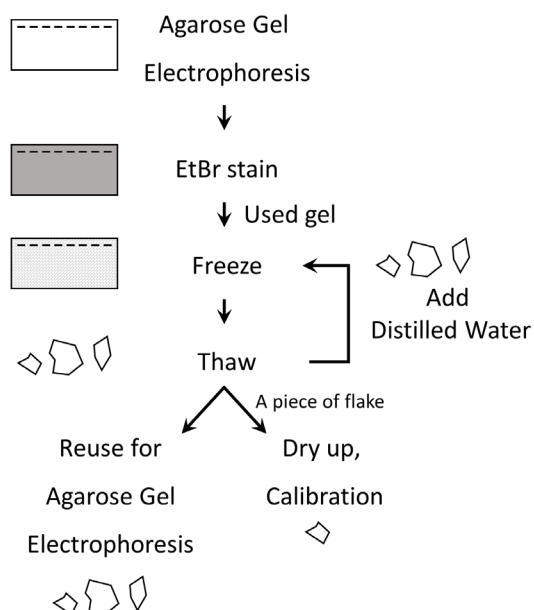 Agarose Gel
Electrophoresis
EtBr stain
Used gel
Freeze
Add
Distilled Water
Thaw
A piece of flake
Reuse for
Agarose Gel
Electrophoresis
Dry up,
Calibration